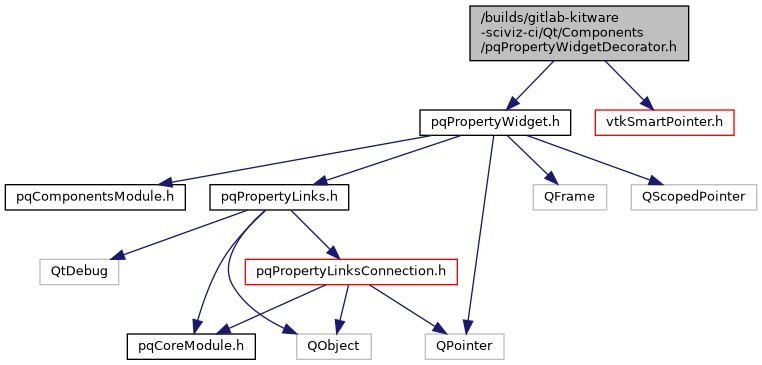 /builds/gitlab-kitware
-sciviz-ci/Qt/Components
/pqPropertyWidgetDecorator.h
pqPropertyWidget.h
vtkSmartPointer.h
pqComponentsModule.h
pqPropertyLinks.h
QFrame
QScopedPointer
QtDebug
pqPropertyLinksConnection.h
pqCoreModule.h
QObject
QPointer